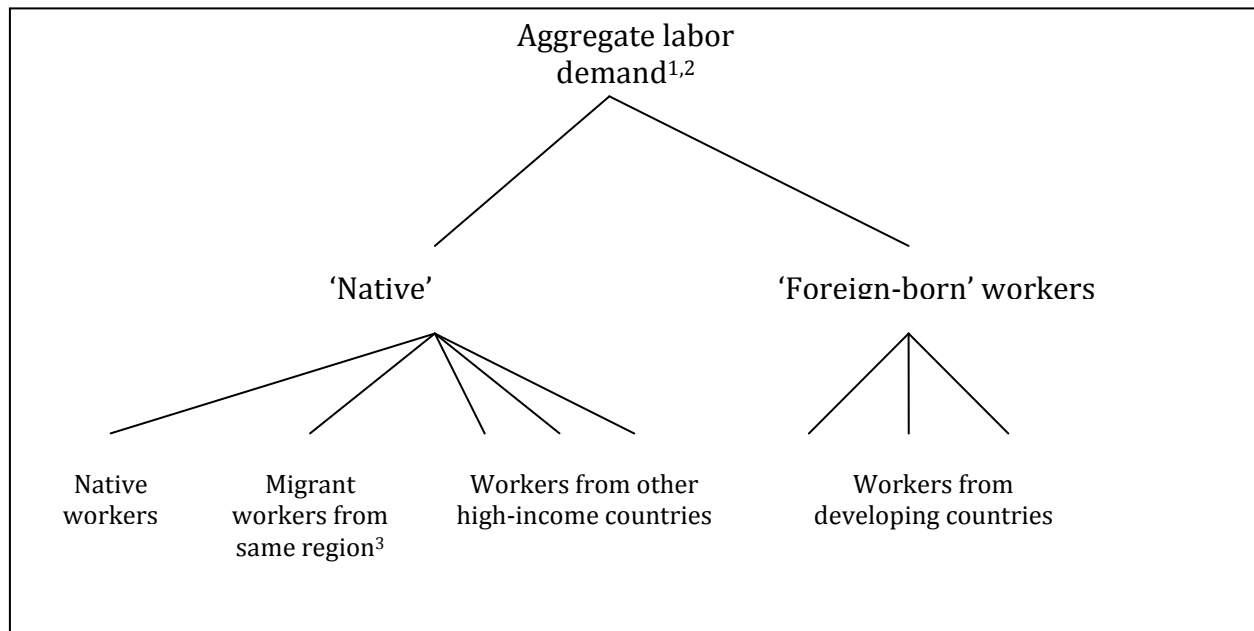 Aggregate labor
demand1,2
‘Native’
‘Foreign-born’ workers
Native
workers
Migrant
workers from
same region3
Workers from other
high-income countries
Workers from
developing countries